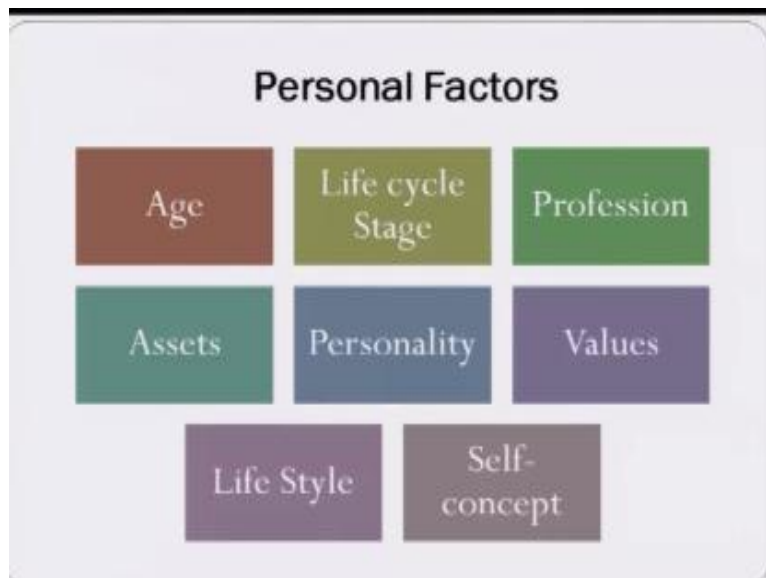 Personal Factors
Age
Life cycle
Stage
Profession
Assets
Personality
Values
Life Style
Self-
concept